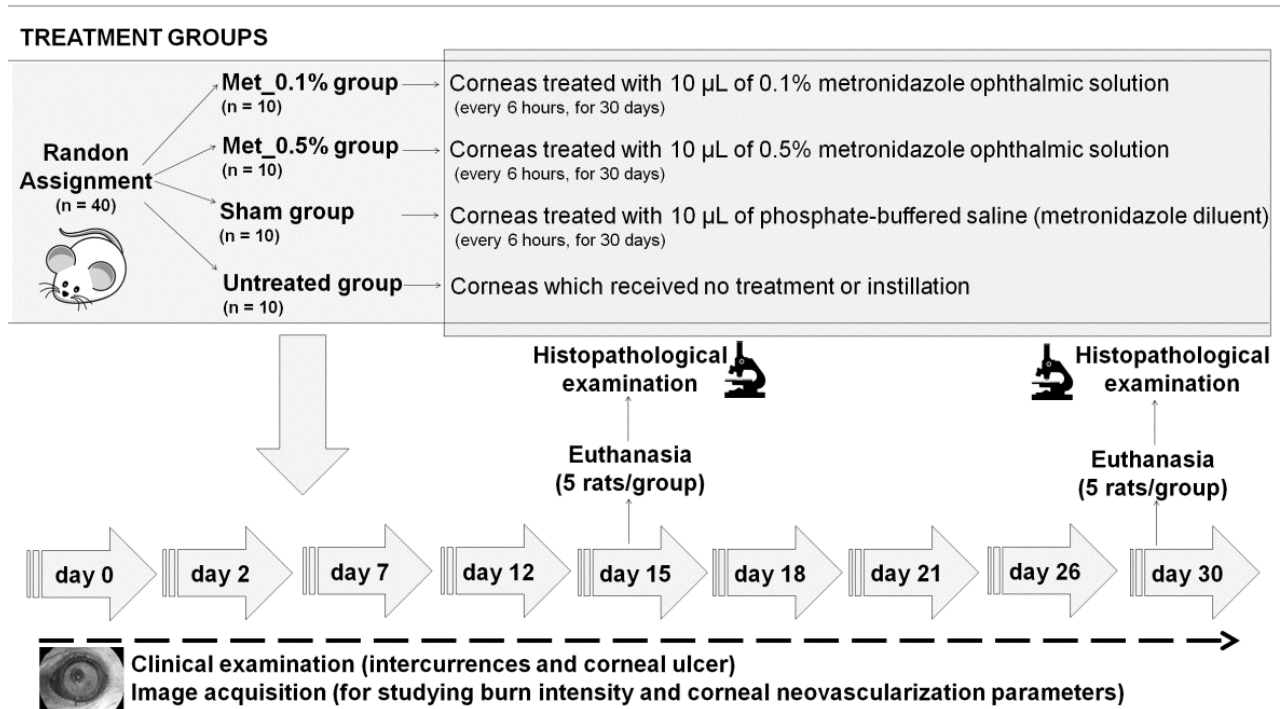 TREATMENT GROUPS
Randon
Assignment
(n = 40)
Met_0.1% group
(n = 10)
Corneas treated with 10 µL of 0.1% metronidazole ophthalmic solution
(every 6 hours, for 30 days)
Met_0.5% group
(n = 10)
Corneas treated with 10 µL of 0.5% metronidazole ophthalmic solution
(every 6 hours, for 30 days)
Sham group
(n = 10)
Corneas treated with 10 µL of phosphate-buffered saline (metronidazole diluent)
(every 6 hours, for 30 days)
Untreated group
(n = 10)
Corneas which received no treatment or instillation
Histopathological
examination
Euthanasia
(5 rats/group)
Histopathological
examination
Euthanasia
(5 rats/group)
day 0
day 2
day 7
day 12
day 15
day 18
day 21
day 26
day 30
Clinical examination (intercurrences and corneal ulcer)
Image acquisition (for studying burn intensity and corneal neovascularization parameters)